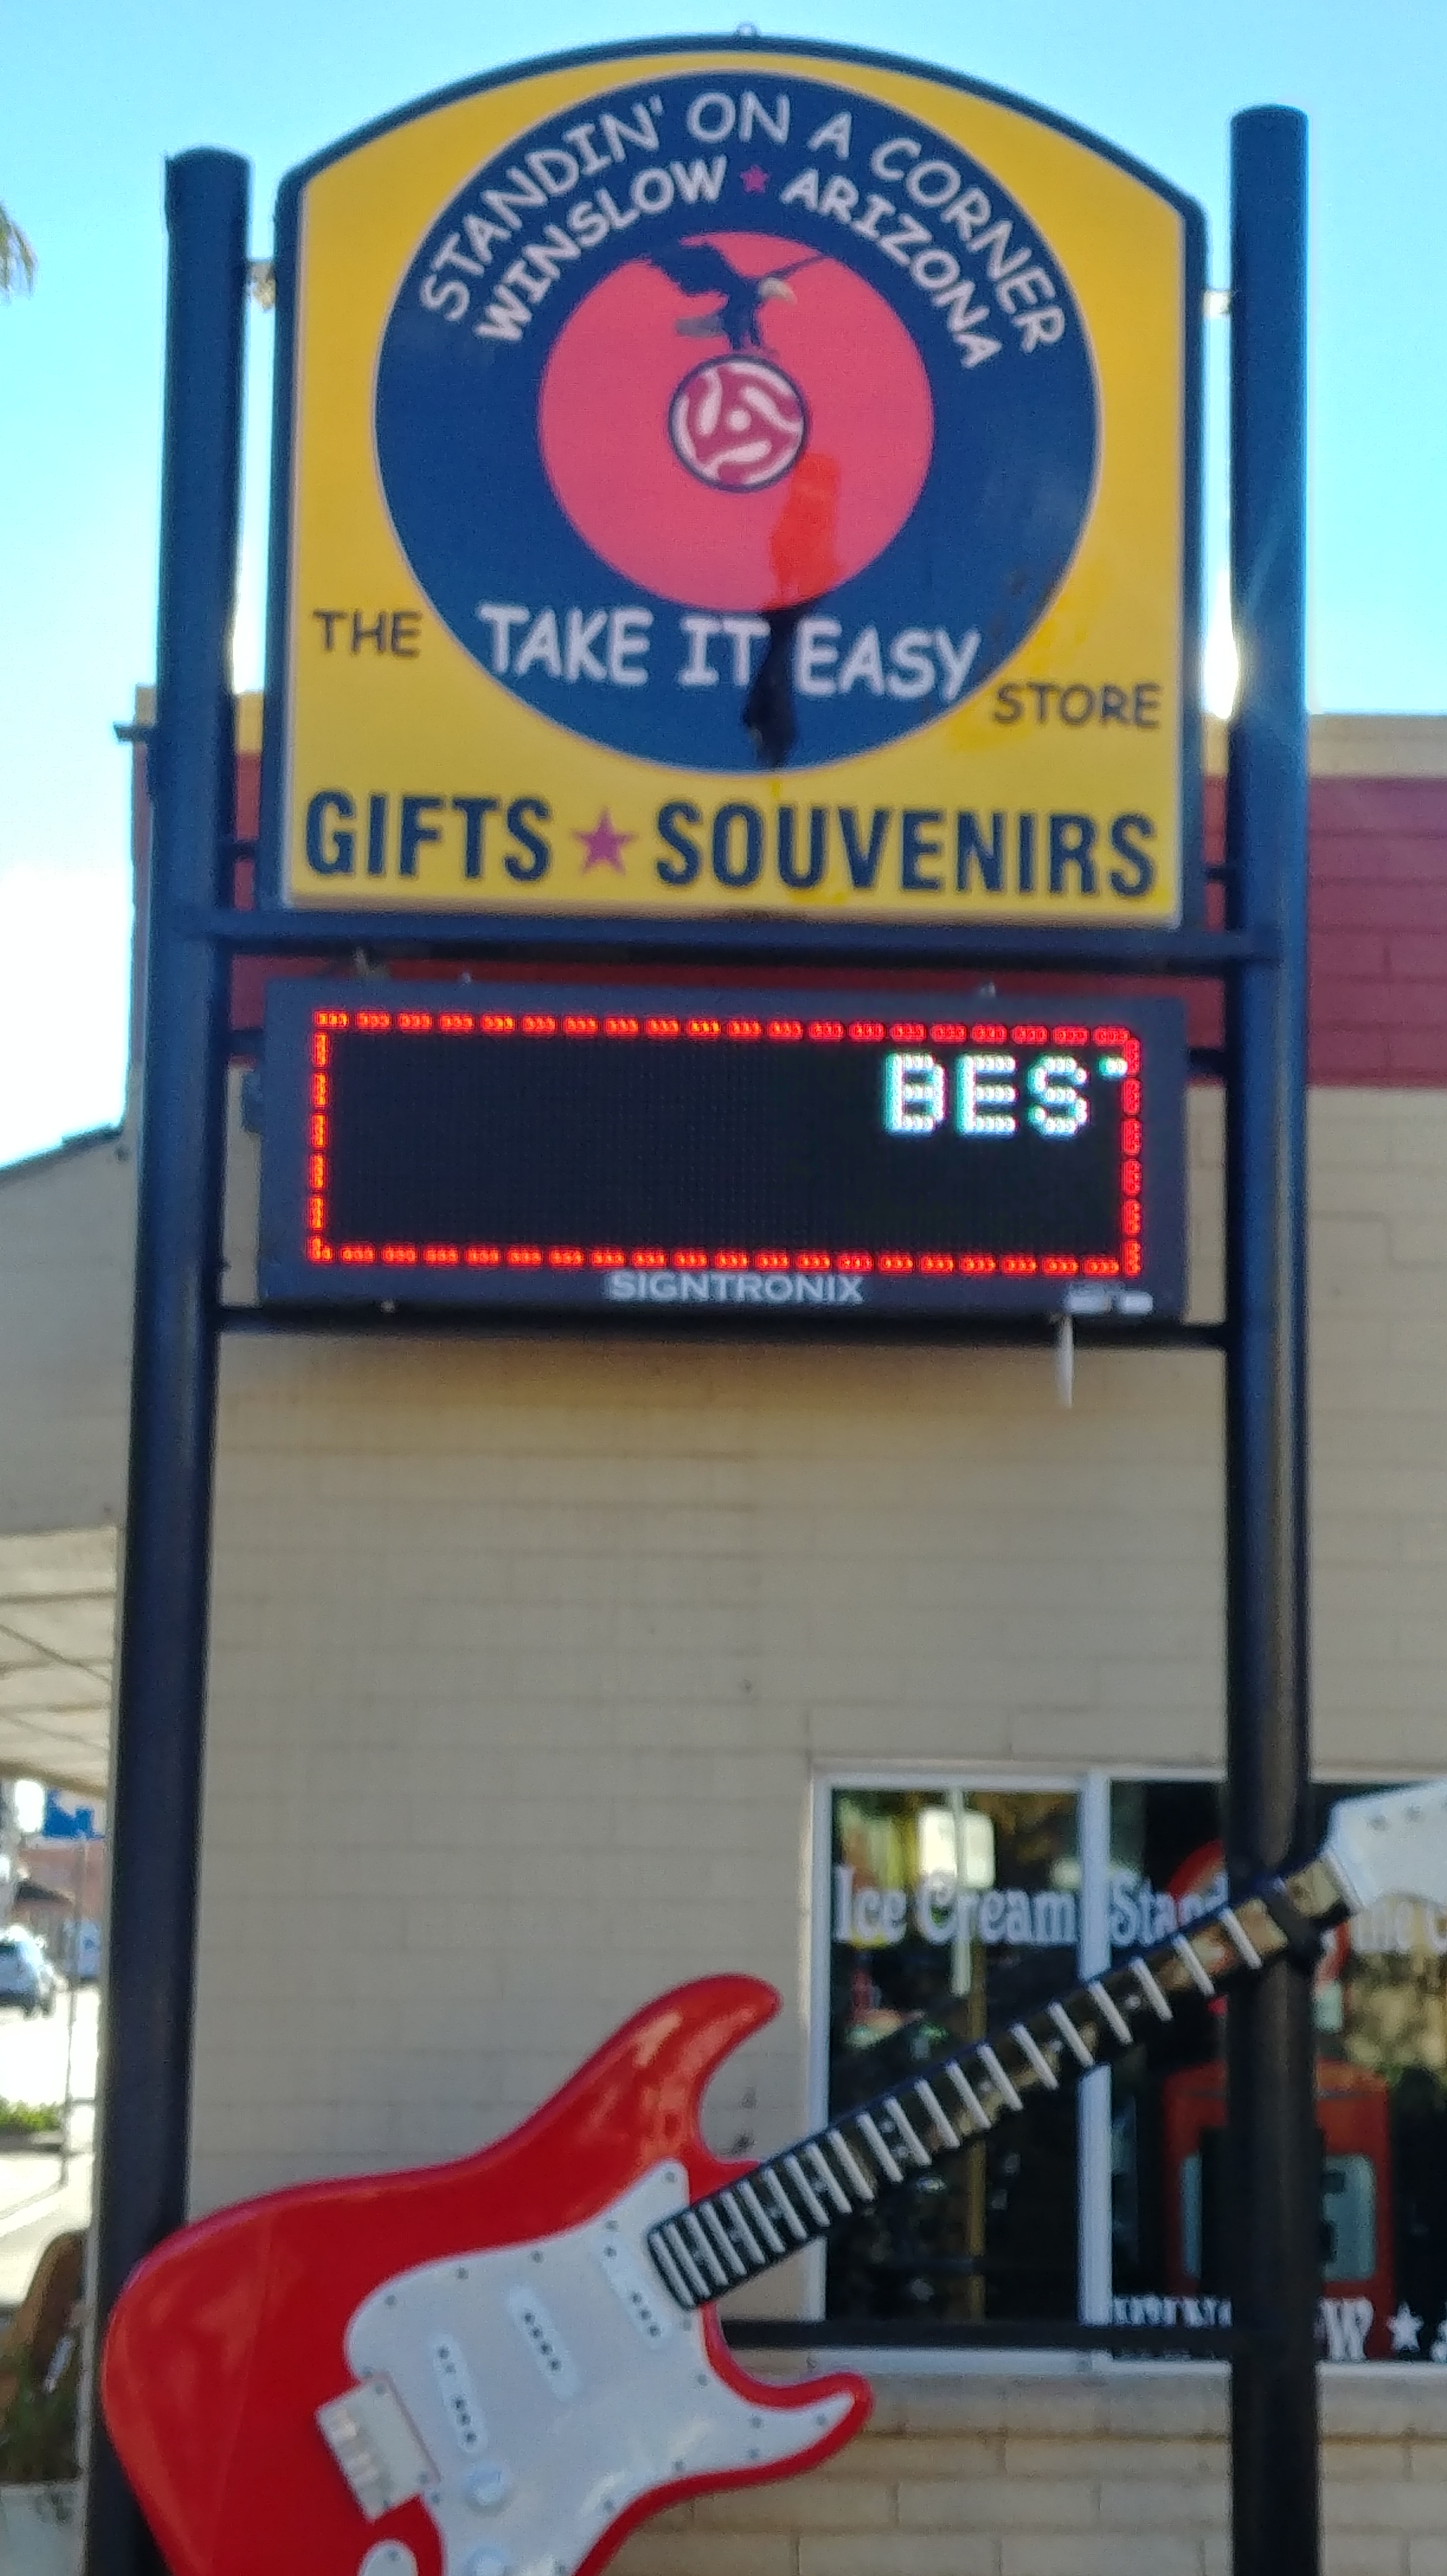 STANDIN' ON A CORNER
WINSLOW ★ ARIZONA
THE TAKE IT EASY STORE
GIFTS ★ SOUVENIRS
BES
SIGNTRONIX
Ice Cream